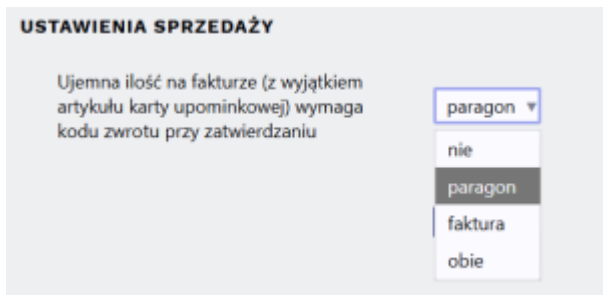 USTAWIENIA SPRZEDAŻY
Ujemna ilość na fakturze (z wyjątkiem
artykułu karty upominkowej) wymaga
kodu zwrotu przy zatwierdzaniu
paragon
nie
paragon
faktura
obie